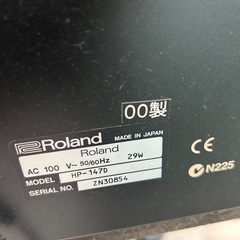 00製
Roland MADE IN JAPAN
Roland
AC 100 V~50/60Hz 29W
MODEL HP-147D
SERIAL NO. ZN30854
CE
N225